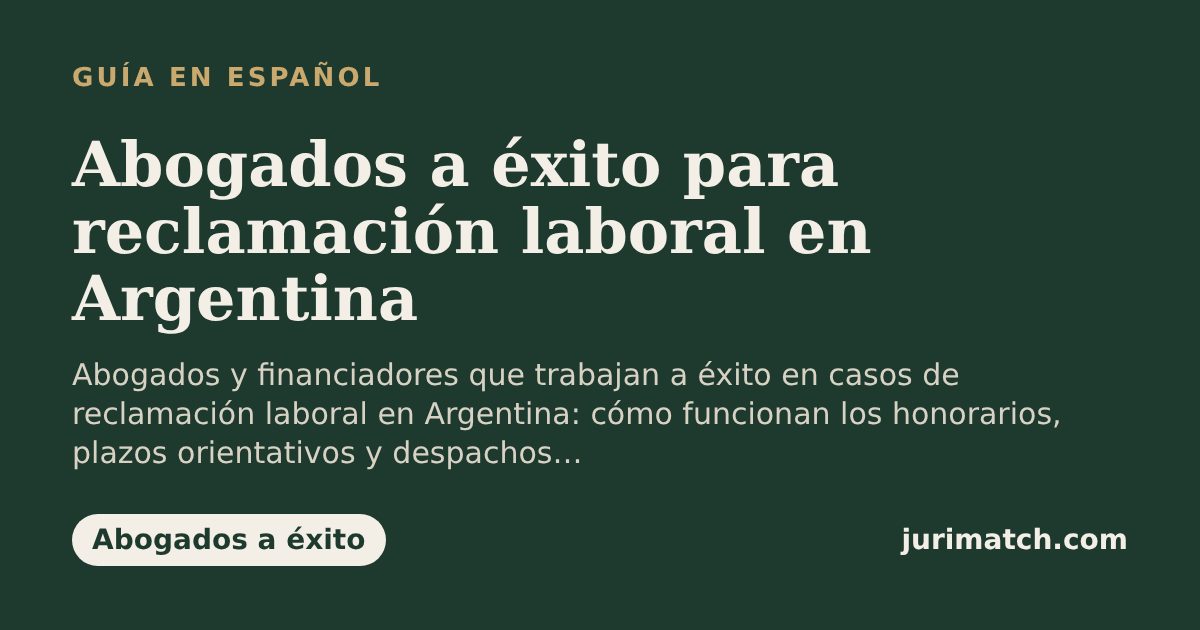 GUÍA EN ESPAÑOL
Abogados a éxito para
reclamación laboral en
Argentina
Abogados y financiadores que trabajan a éxito en casos de
reclamación laboral en Argentina: cómo funcionan los honorarios,
plazos orientativos y despachos...
Abogados a éxito
jurimatch.com